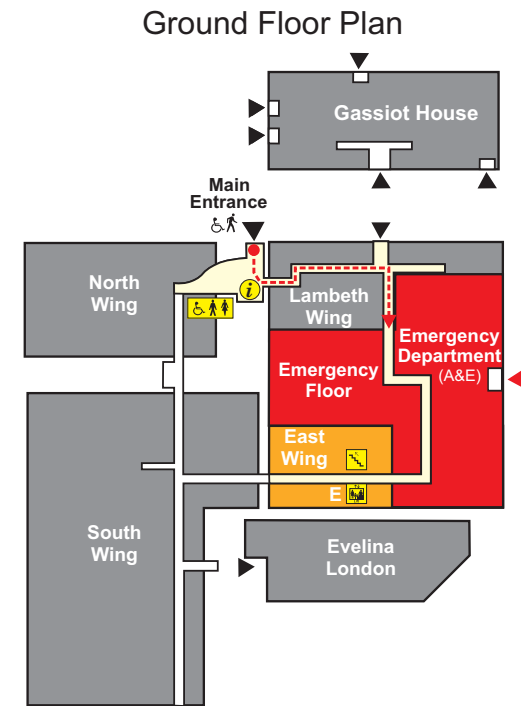 Ground Floor Plan
Gassiot House
Main
Entrance
North
Wing
i
Lambeth
Wing
Emergency
Department
(A&E)
Emergency
Floor
East
Wing
E
South
Wing
Evelina
London